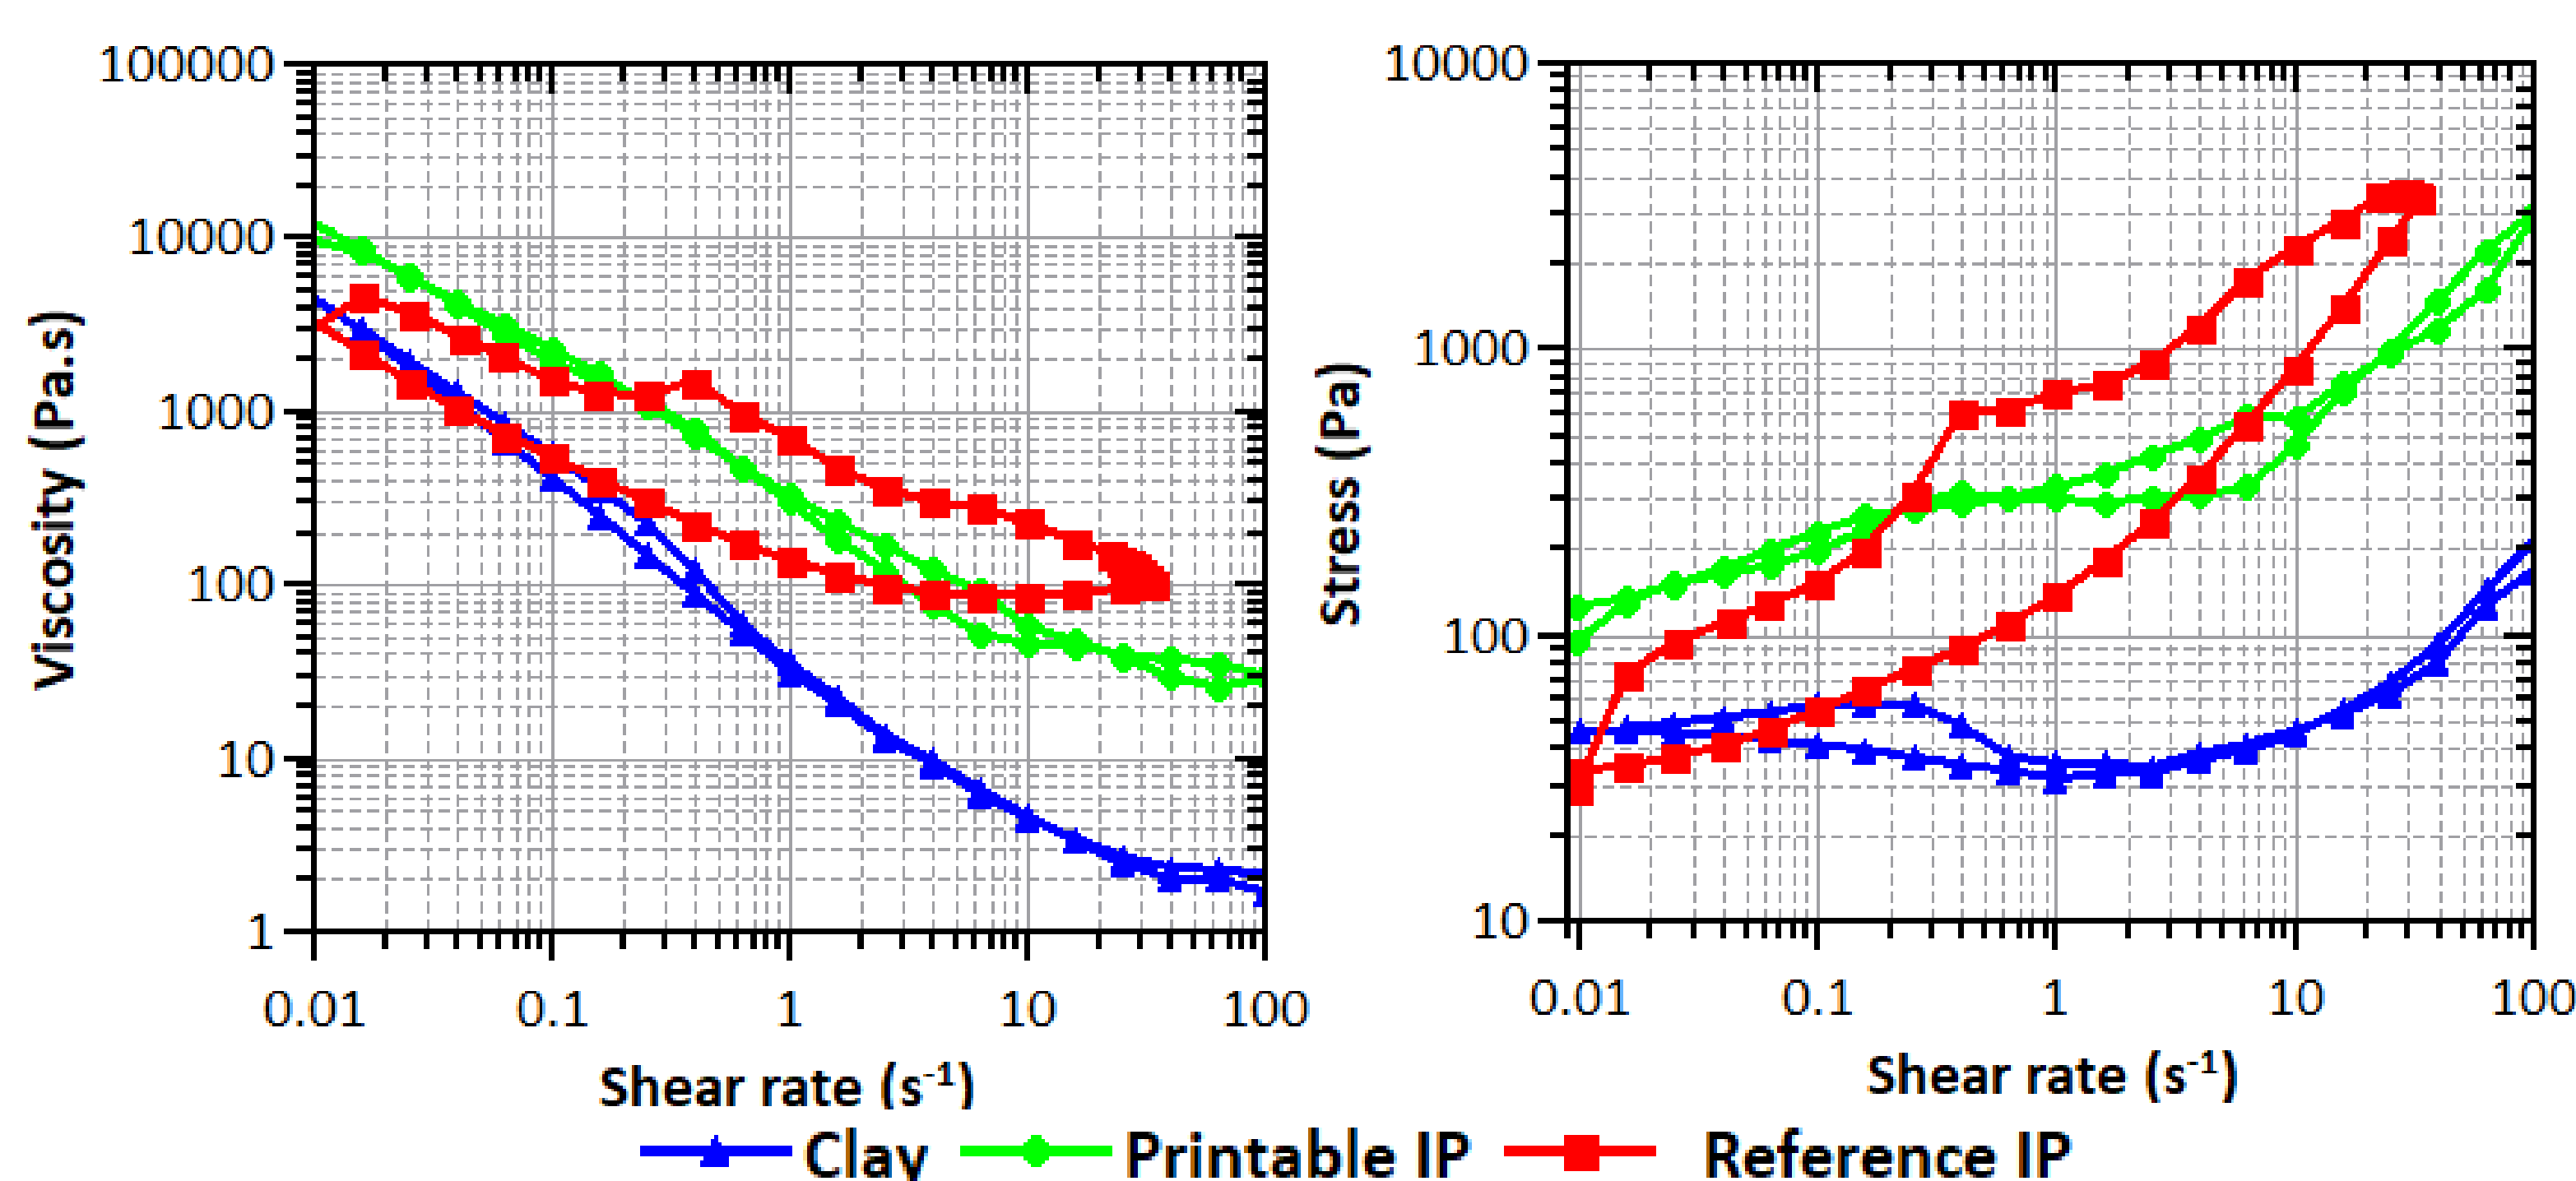 100000
10000
1000
100
10
1
Viscosity (Pa.s)
0.01 0.1 1 10 100
Shear rate (s⁻¹)
10000
1000
100
10
Stress (Pa)
0.01 0.1 1 10 100
Shear rate (s⁻¹)
Clay Printable IP Reference IP